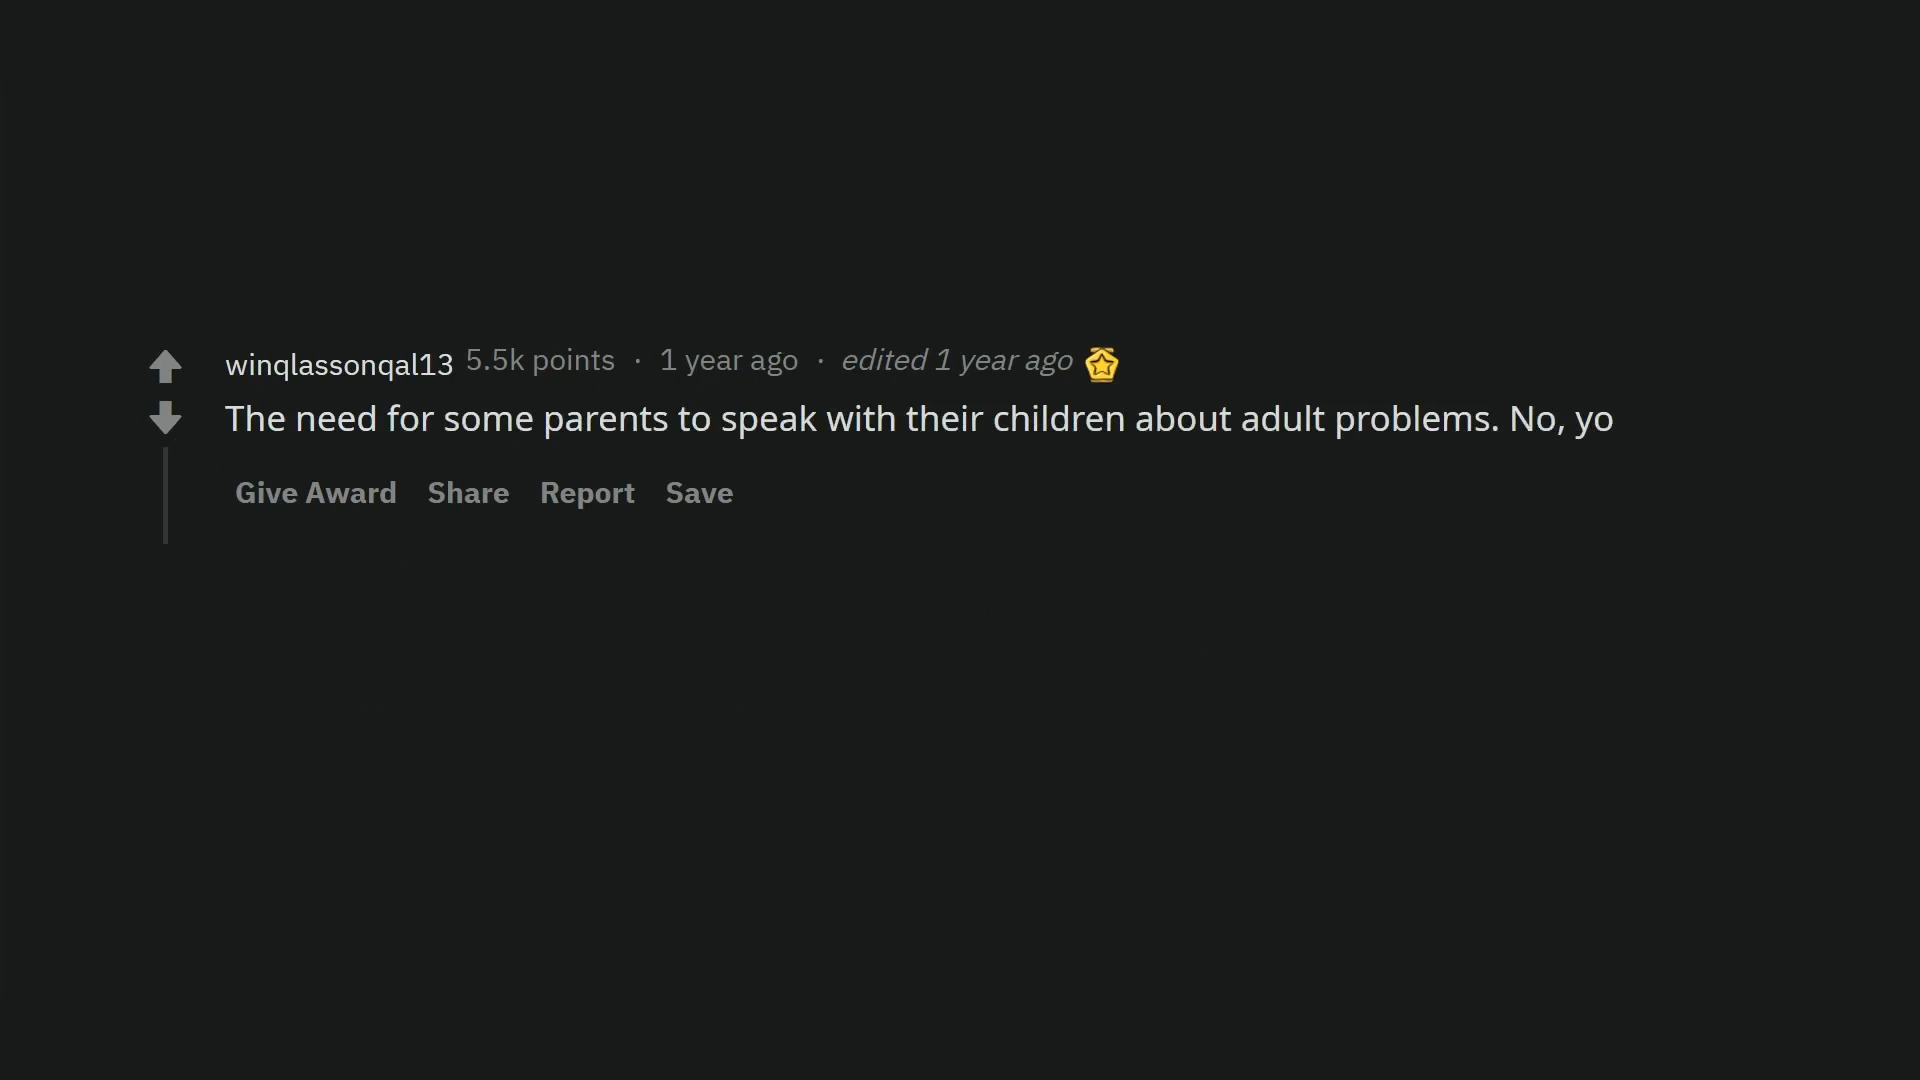 winqlassonqal13 5.5k points · 1 year ago · edited 1 year ago
The need for some parents to speak with their children about adult problems. No, yo
Give Award Share Report Save